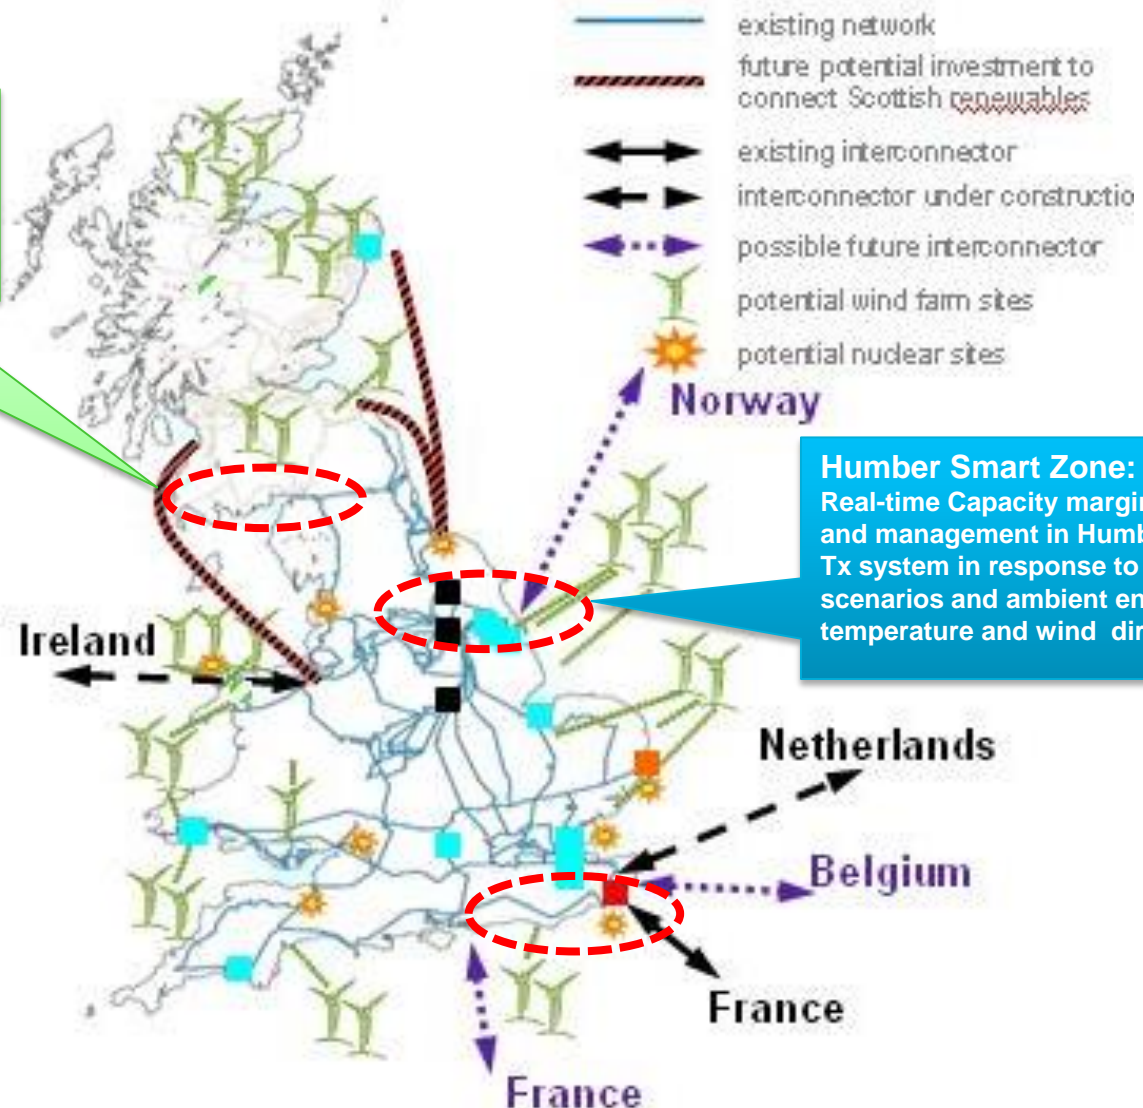 existing network
future potential investment to
connect Scottish renewables
existing interconnector
interconnector under constructio
possible future interconnector
potential wind farm sites
potential nuclear sites
Norway
Humber Smart Zone:
Real-time Capacity margin
and management in Humb
Tx system in response to
scenarios and ambient en
temperature and wind dir
Ireland
Netherlands
Belgium
France
France